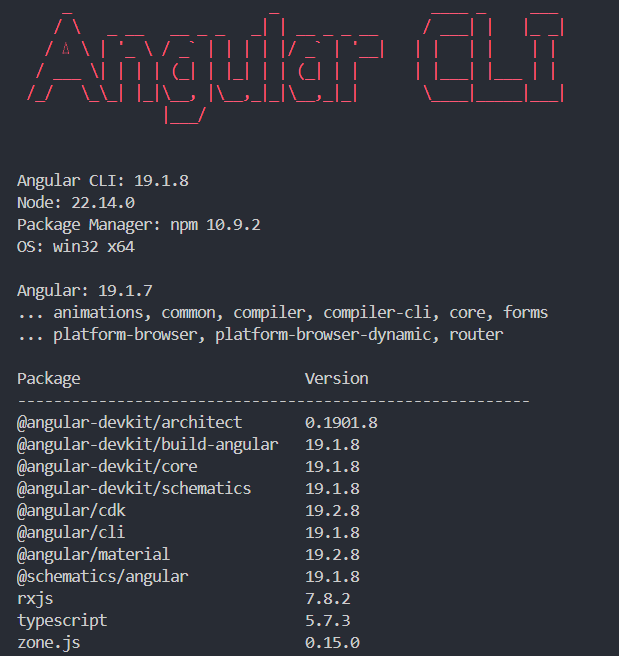 Angular CLI
Angular CLI: 19.1.8
Node: 22.14.0
Package Manager: npm 10.9.2
OS: win32 x64
Angular: 19.1.7
... animations, common, compiler, compiler-cli, core, forms
... platform-browser, platform-browser-dynamic, router
Package Version
---------------------------------------------------------
@angular-devkit/architect 0.1901.8
@angular-devkit/build-angular 19.1.8
@angular-devkit/core 19.1.8
@angular-devkit/schematics 19.1.8
@angular/cdk 19.2.8
@angular/cli 19.1.8
@angular/material 19.2.8
@schematics/angular 19.1.8
rxjs 7.8.2
typescript 5.7.3
zone.js 0.15.0